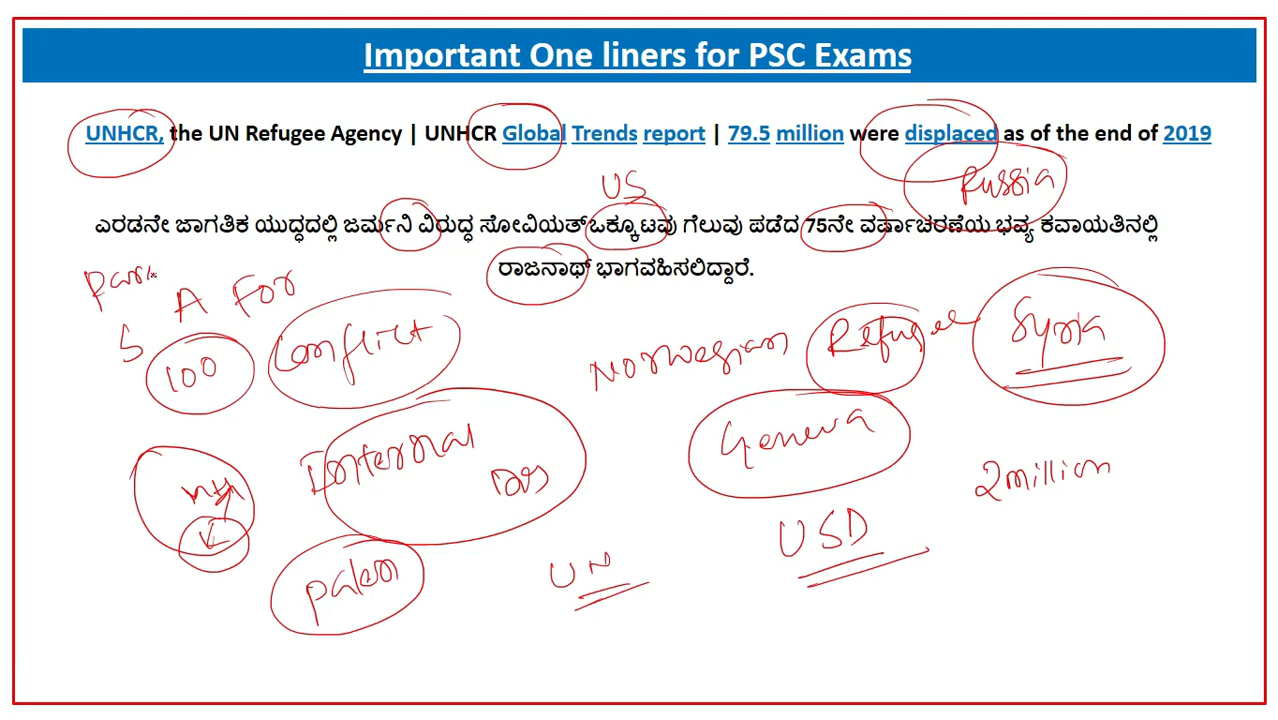 Important One liners for PSC Exams
UNHCR, the UN Refugee Agency | UNHCR Global Trends report | 79.5 million were displaced as of the end of 2019
US
Russia
ಎರಡನೇ ಜಾಗತಿಕ ಯುದ್ಧದಲ್ಲಿ ಜರ್ಮನಿ ವಿರುದ್ಧ ಸೋವಿಯತ್ ಒಕ್ಕೂಟವು ಗೆಲುವು ಪಡೆದ 75ನೇ ವರ್ಷಾಚರಣೆಯ ಭವ್ಯ ಕವಾಯತಿನಲ್ಲಿ
ರಾಜನಾಥ್ ಭಾಗವಹಿಸಲಿದ್ದಾರೆ.
A For
5
100 Conflict
Norwegian Refugee Syria
Internal
Geneva
2 million
USD
UN